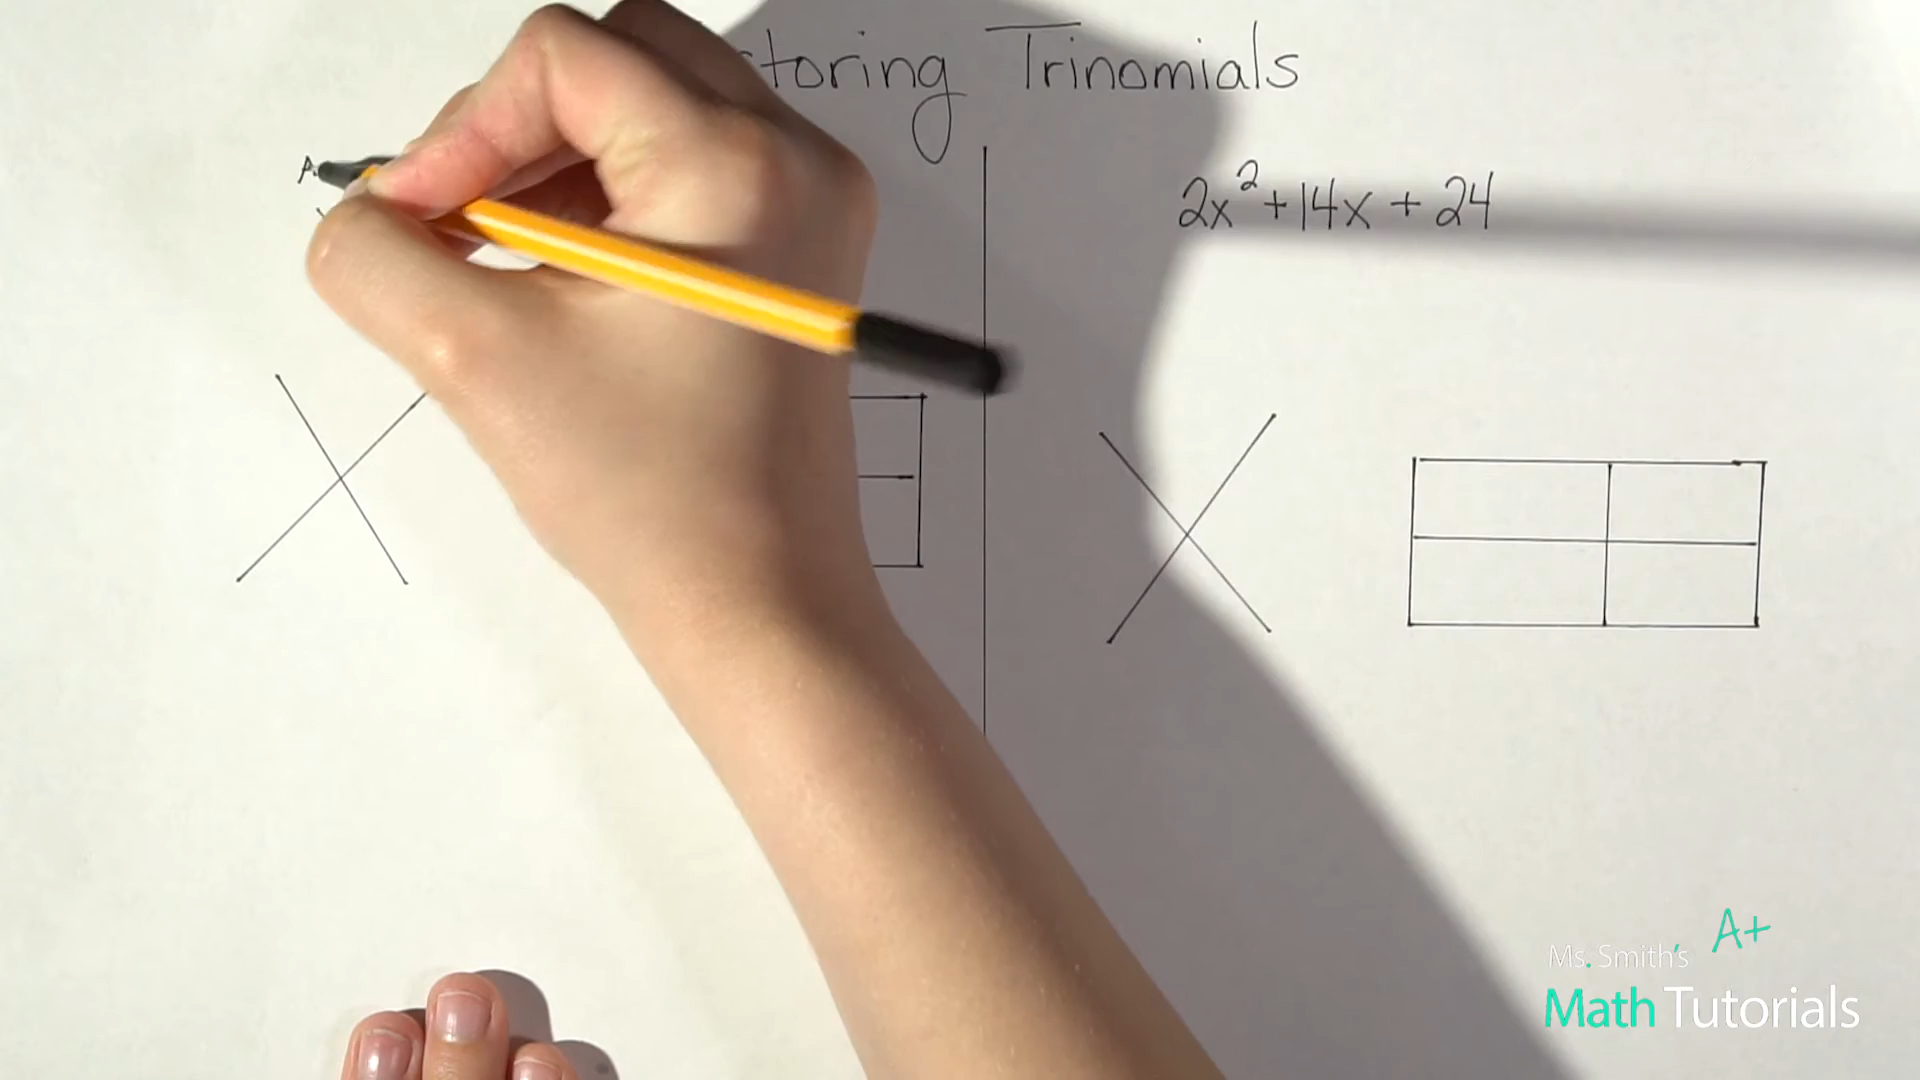 toring Trinomials
A
2x²+14x+24
A+
Ms. Smith's
Math Tutorials